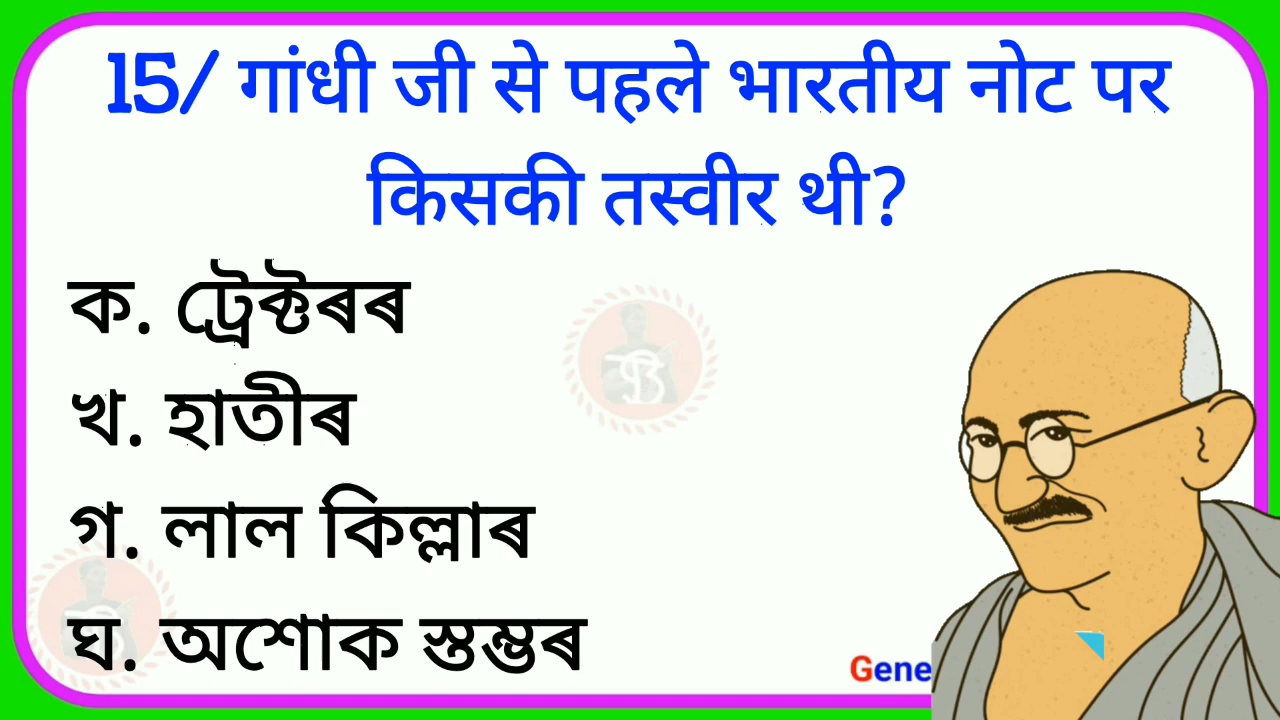 15/ गांधी जी से पहले भारतीय नोट पर
किसकी तस्वीर थी?
ক. ট্ৰেক্টৰৰ
খ. হাতীৰ
গ. লাল কিল্লাৰ
ঘ. অশোক স্তম্ভৰ
Gene